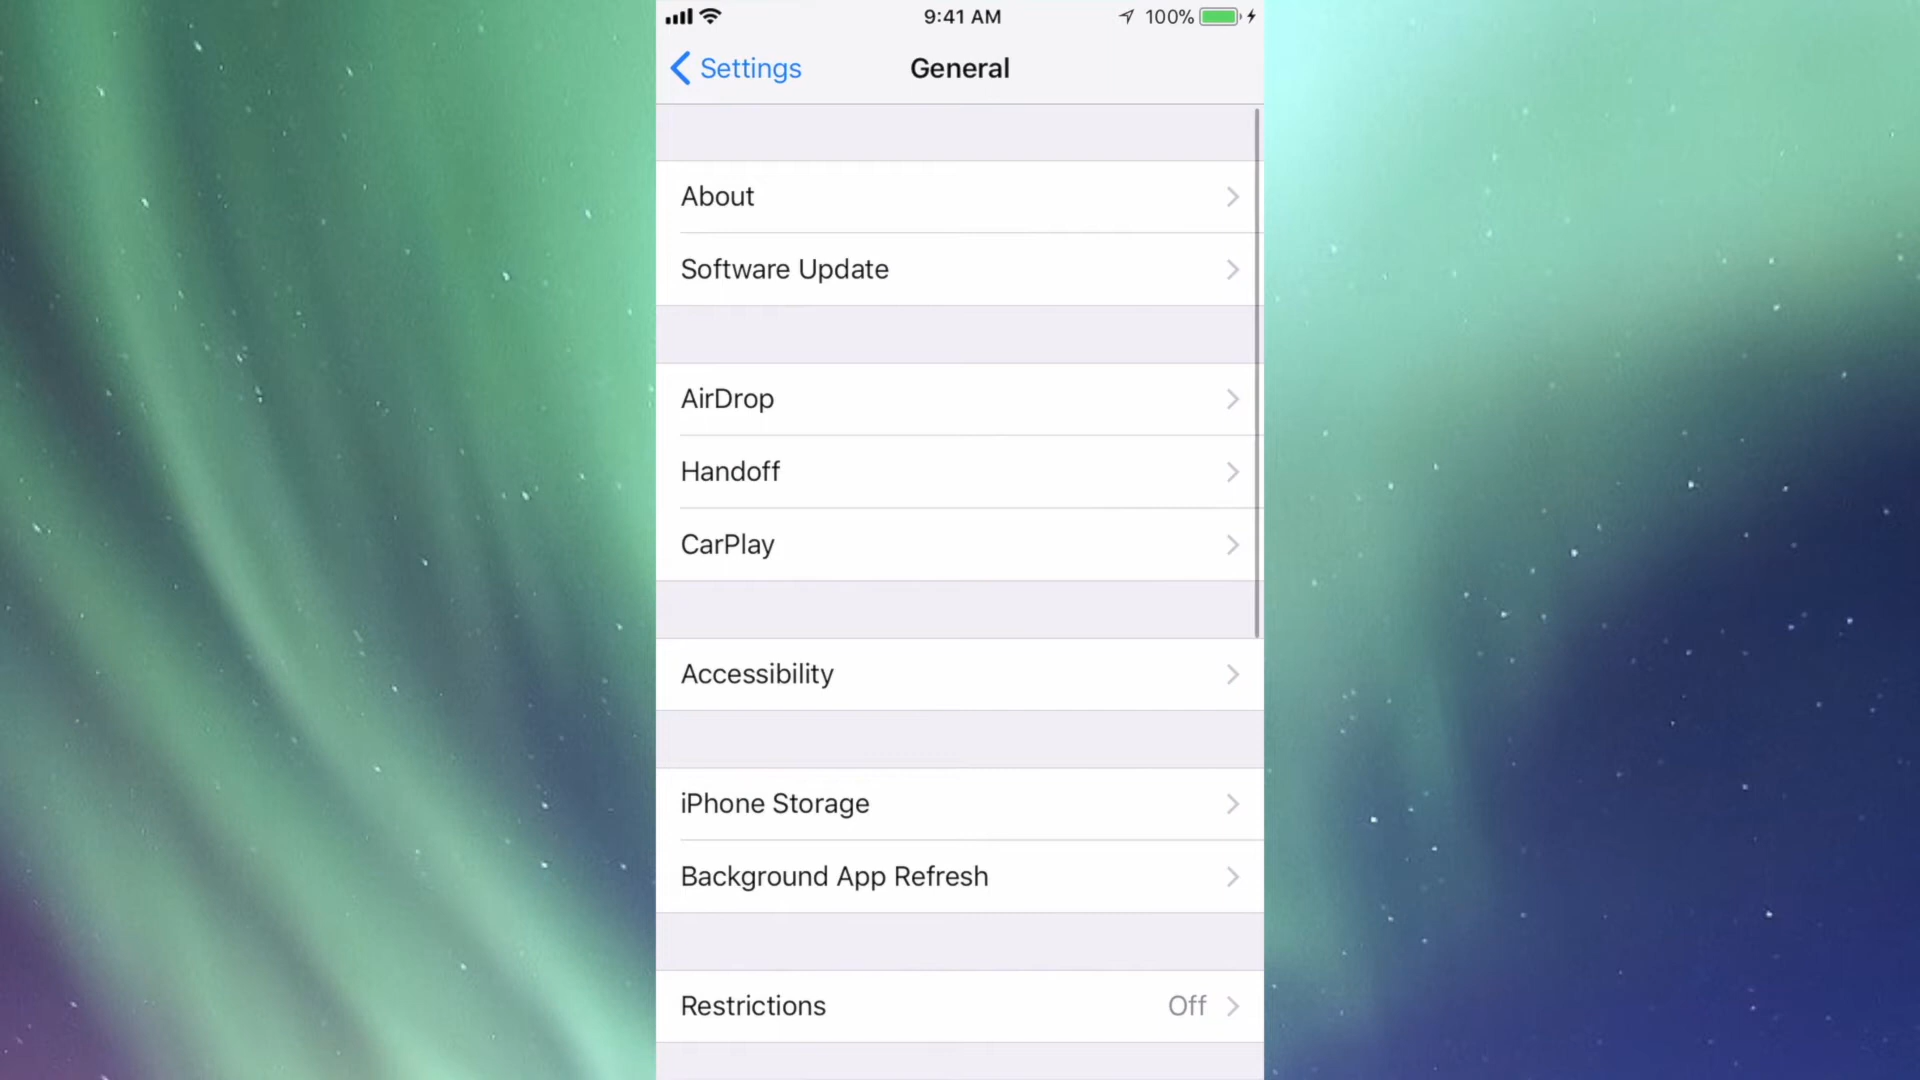 9:41 AM 100%
Settings General
About
Software Update
AirDrop
Handoff
CarPlay
Accessibility
iPhone Storage
Background App Refresh
Restrictions Off